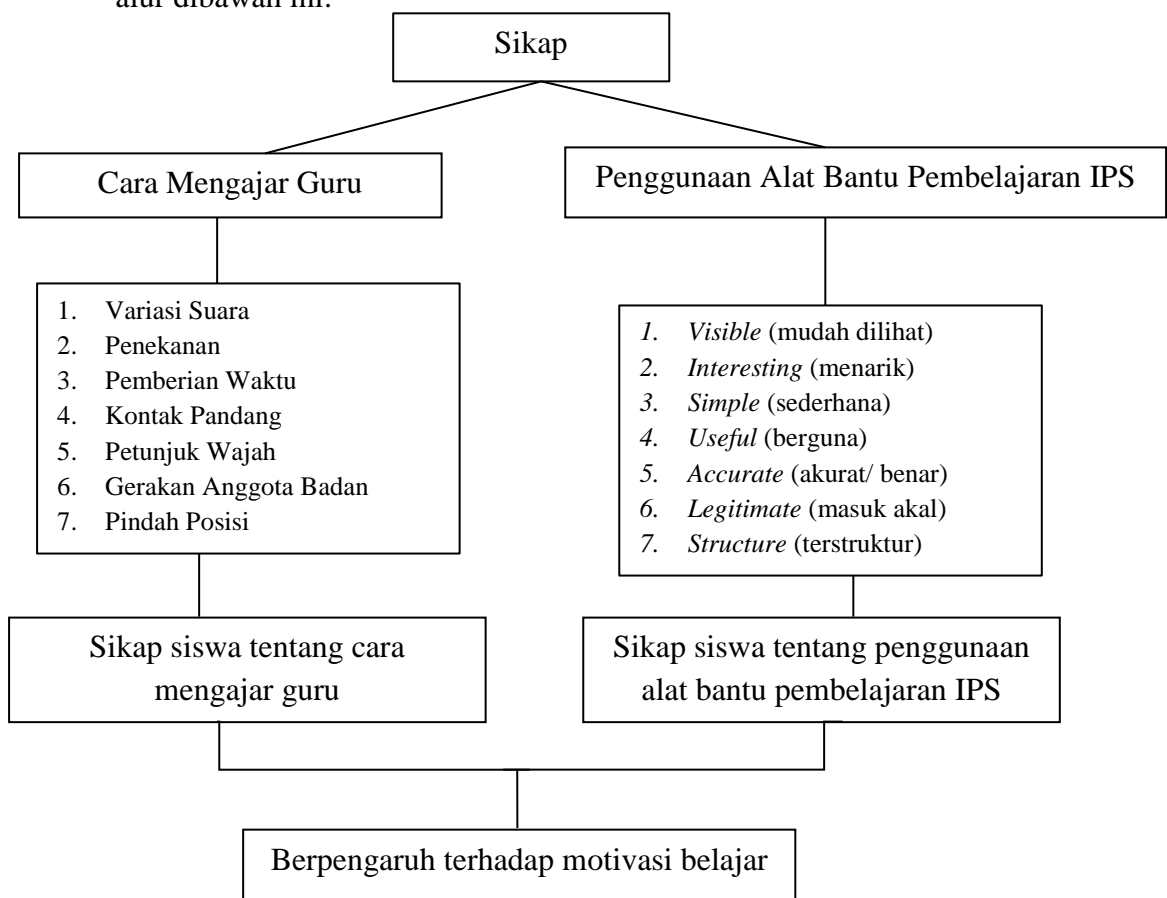 alur dibawah ini:
Sikap
Cara Mengajar Guru
Penggunaan Alat Bantu Pembelajaran IPS
1. Variasi Suara
2. Penekanan
3. Pemberian Waktu
4. Kontak Pandang
5. Petunjuk Wajah
6. Gerakan Anggota Badan
7. Pindah Posisi
1. Visible (mudah dilihat)
2. Interesting (menarik)
3. Simple (sederhana)
4. Useful (berguna)
5. Accurate (akurat/ benar)
6. Legitimate (masuk akal)
7. Structure (terstruktur)
Sikap siswa tentang cara
mengajar guru
Sikap siswa tentang penggunaan
alat bantu pembelajaran IPS
Berpengaruh terhadap motivasi belajar